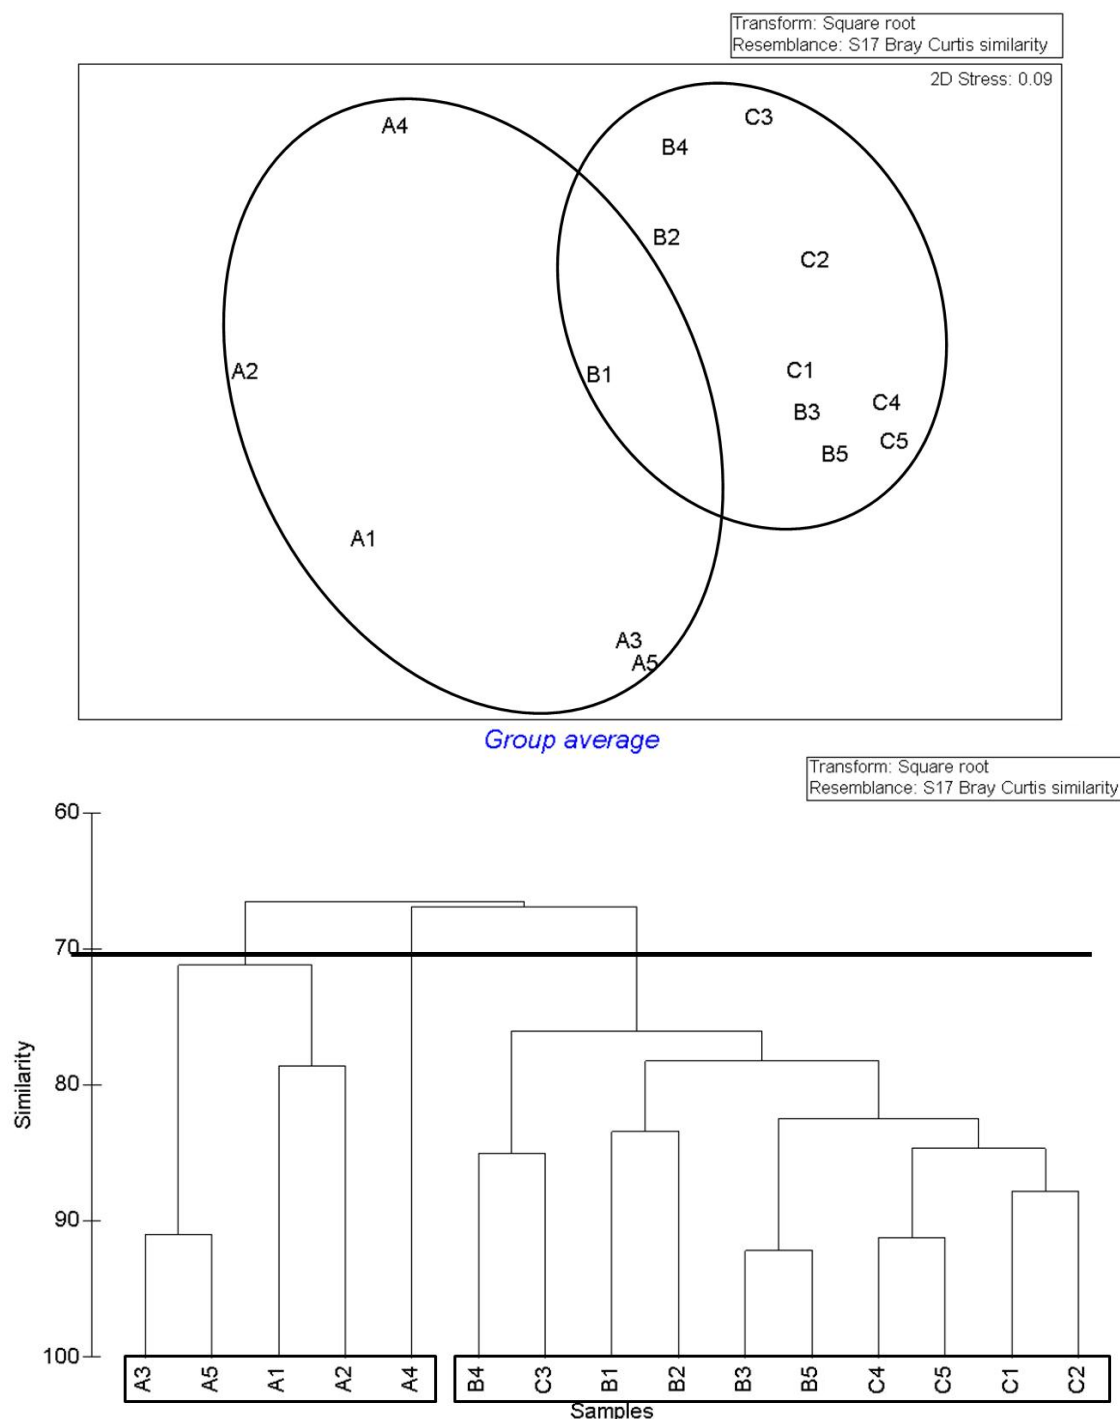 Transform: Square root
Resemblance: S17 Bray Curtis similarity
2D Stress: 0.09
A4
C3
B4
B2
C2
A2
B1
C1
C4
B3
C5
B5
A1
A3
A5
Group average
Transform: Square root
Resemblance: S17 Bray Curtis similarity
60
70
80
90
100
Similarity
A3 A5 A1 A2 A4 B4 C3 B1 B2 B3 B5 C4 C5 C1 C2
Samples